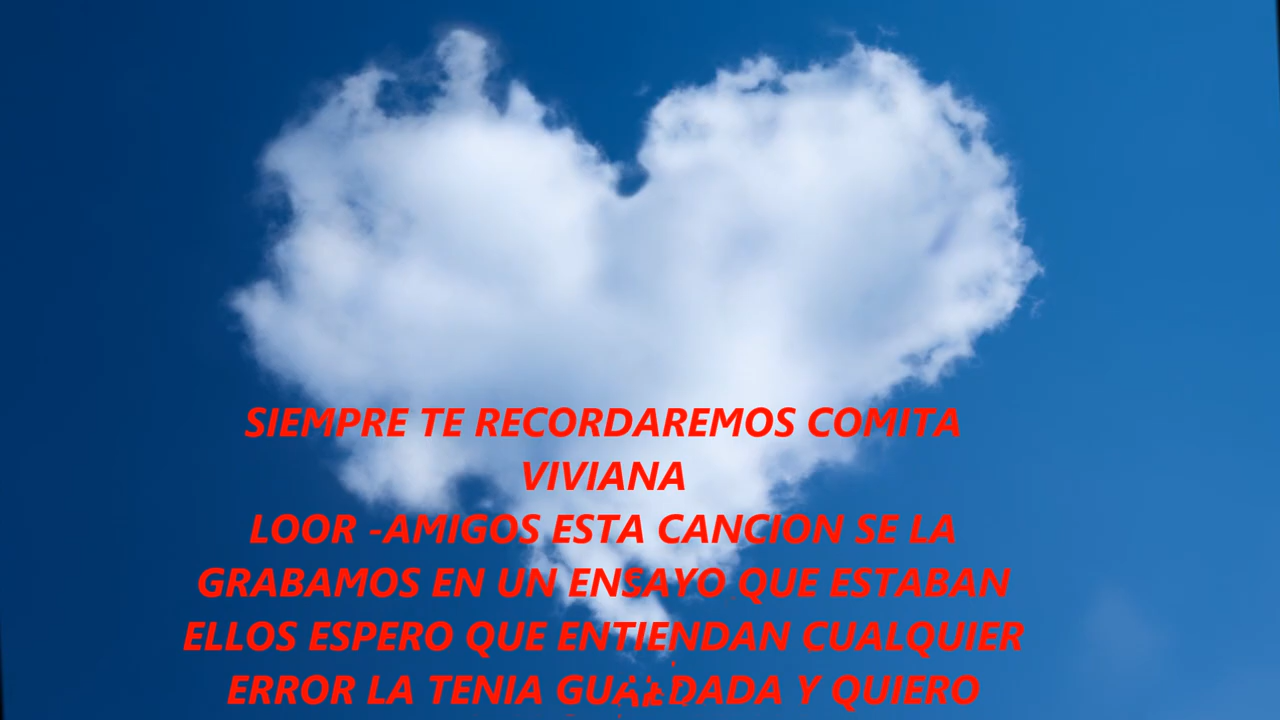 SIEMPRE TE RECORDAREMOS COMITA
VIVIANA
LOOR -AMIGOS ESTA CANCION SE LA
GRABAMOS EN UN ENSAYO QUE ESTABAN
ELLOS ESPERO QUE ENTIENDAN CUALQUIER
ERROR LA TENIA GUARDADA Y QUIERO